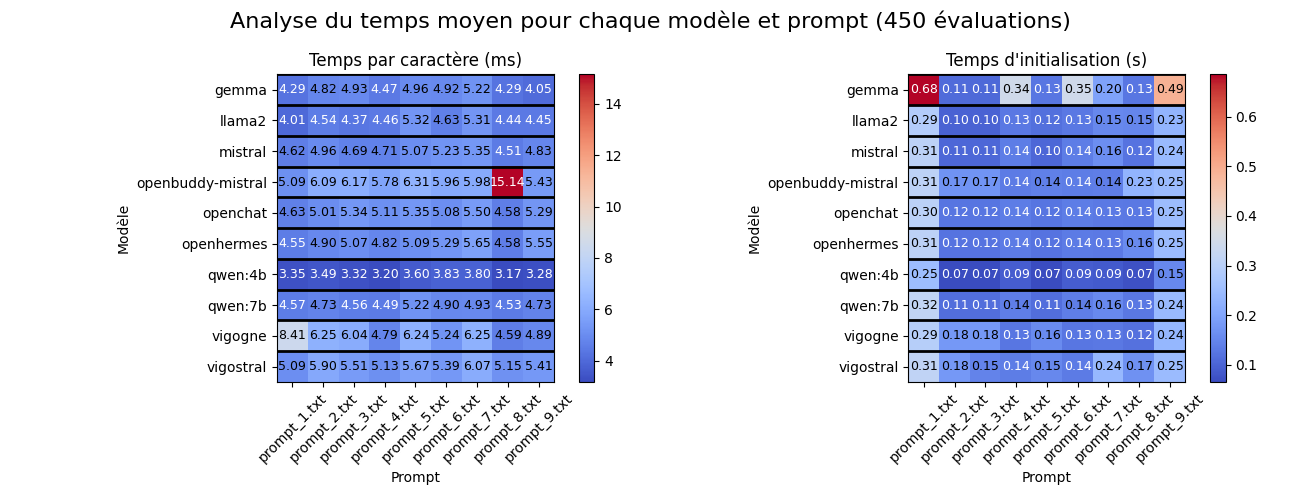 Analyse du temps moyen pour chaque modèle et prompt (450 évaluations)
Temps par caractère (ms)
gemma 4.29 4.82 4.93 4.47 4.96 4.92 5.22 4.29 4.05
llama2 4.01 4.54 4.37 4.46 5.32 4.63 5.31 4.44 4.45
mistral 4.62 4.96 4.69 4.71 5.07 5.23 5.35 4.51 4.83
openbuddy-mistral 5.09 6.09 6.17 5.78 6.31 5.96 5.98 15.14 5.43
openchat 4.63 5.01 5.34 5.11 5.35 5.08 5.50 4.58 5.29
openhermes 4.55 4.90 5.07 4.82 5.09 5.29 5.65 4.58 5.55
qwen:4b 3.35 3.49 3.32 3.20 3.60 3.83 3.80 3.17 3.28
qwen:7b 4.57 4.73 4.56 4.49 5.22 4.90 4.93 4.53 4.73
vigogne 8.41 6.25 6.04 4.79 6.24 5.24 6.25 4.59 4.89
vigostral 5.09 5.90 5.51 5.13 5.67 5.39 6.07 5.15 5.41
Modèle
prompt_1.txt prompt_2.txt prompt_3.txt prompt_4.txt prompt_5.txt prompt_6.txt prompt_7.txt prompt_8.txt prompt_9.txt
Prompt
14
12
10
8
6
4
Temps d'initialisation (s)
gemma 0.68 0.11 0.11 0.34 0.13 0.35 0.20 0.13 0.49
llama2 0.29 0.10 0.10 0.13 0.12 0.13 0.15 0.15 0.23
mistral 0.31 0.11 0.11 0.14 0.10 0.14 0.16 0.12 0.24
openbuddy-mistral 0.31 0.17 0.17 0.14 0.14 0.14 0.14 0.23 0.25
openchat 0.30 0.12 0.12 0.14 0.12 0.14 0.13 0.13 0.25
openhermes 0.31 0.12 0.12 0.14 0.12 0.14 0.13 0.16 0.25
qwen:4b 0.25 0.07 0.07 0.09 0.07 0.09 0.09 0.07 0.15
qwen:7b 0.32 0.11 0.11 0.14 0.11 0.14 0.16 0.13 0.24
vigogne 0.29 0.18 0.18 0.13 0.16 0.13 0.13 0.12 0.24
vigostral 0.31 0.18 0.15 0.14 0.15 0.14 0.24 0.17 0.25
Modèle
prompt_1.txt prompt_2.txt prompt_3.txt prompt_4.txt prompt_5.txt prompt_6.txt prompt_7.txt prompt_8.txt prompt_9.txt
Prompt
0.6
0.5
0.4
0.3
0.2
0.1